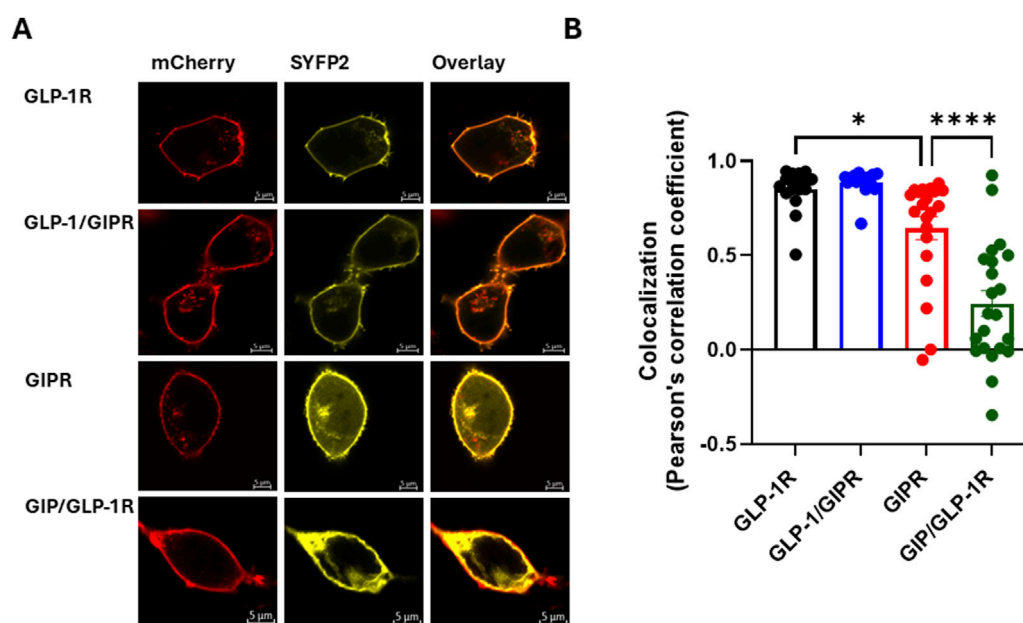 A
mCherry SYFP2 Overlay
GLP-1R
5 µm 5 µm 5 µm
GLP-1/GIPR
5 µm 5 µm 5 µm
GIPR
5 µm 5 µm 5 µm
GIP/GLP-1R
5 µm 5 µm 5 µm
B
* ****
Colocalization
(Pearson's correlation coefficient)
1.0
0.5
0.0
-0.5
GLP-1R
GLP-1/GIPR
GIPR
GIP/GLP-1R